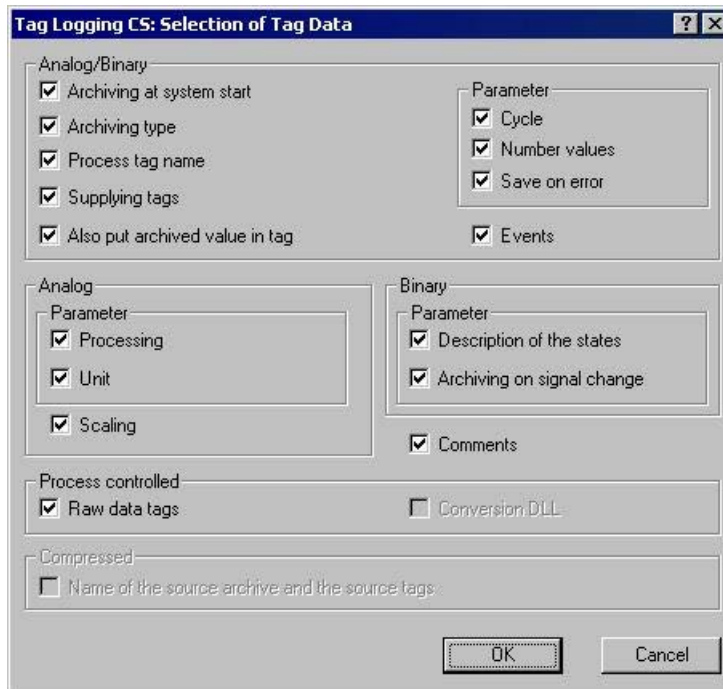 Tag Logging CS: Selection of Tag Data
Analog/Binary
Archiving at system start
Archiving type
Process tag name
Supplying tags
Also put archived value in tag
Parameter
Cycle
Number values
Save on error
Events
Analog
Parameter
Processing
Unit
Scaling
Binary
Parameter
Description of the states
Archiving on signal change
Comments
Process controlled
Raw data tags
Conversion DLL
Compressed
Name of the source archive and the source tags
OK
Cancel